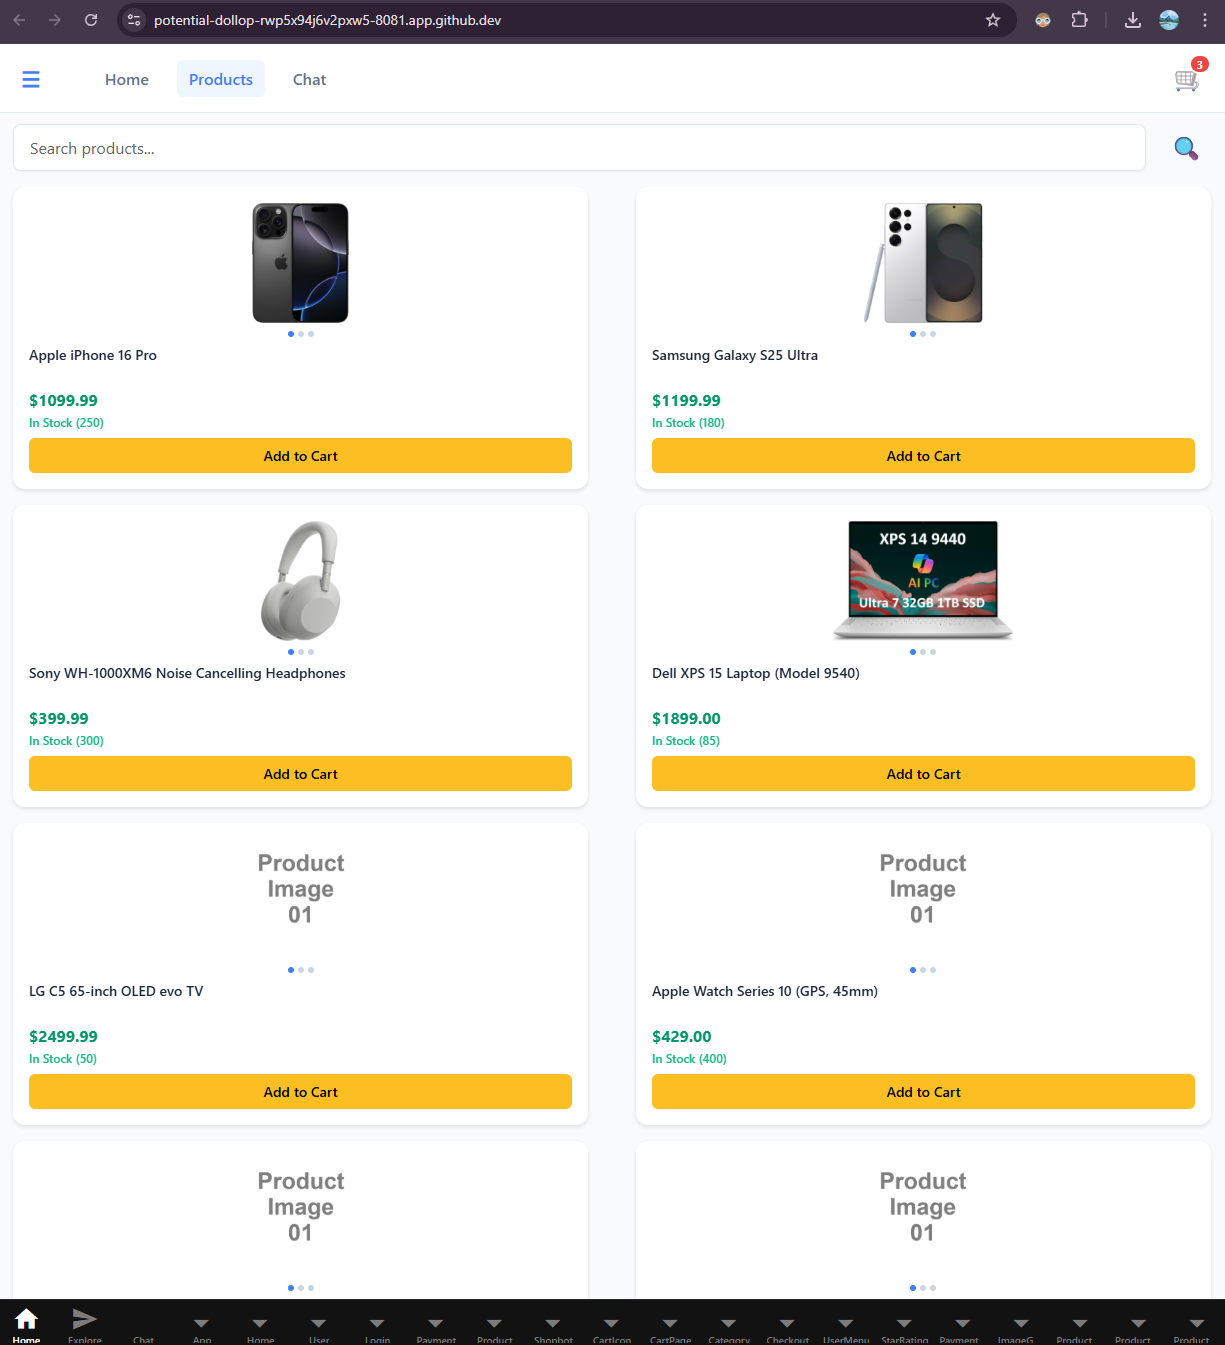 potential-dollop-rwp5x94j6v2pxw5-8081.app.github.dev
Home Products Chat
3
Search products...
Apple iPhone 16 Pro
$1099.99
In Stock (250)
Add to Cart
Samsung Galaxy S25 Ultra
$1199.99
In Stock (180)
Add to Cart
Sony WH-1000XM6 Noise Cancelling Headphones
$399.99
In Stock (300)
Add to Cart
XPS 14 9440
AI PC
Ultra 7 32GB 1TB SSD
Dell XPS 15 Laptop (Model 9540)
$1899.00
In Stock (85)
Add to Cart
Product
Image
01
LG C5 65-inch OLED evo TV
$2499.99
In Stock (50)
Add to Cart
Product
Image
01
Apple Watch Series 10 (GPS, 45mm)
$429.00
In Stock (400)
Add to Cart
Product
Image
01
Product
Image
01
Home Explore Chat App Home User Login Payment Product Shopbot CartIcon CartPage Category Checkout UserMenu StarRating Payment ImageG Product Product Product